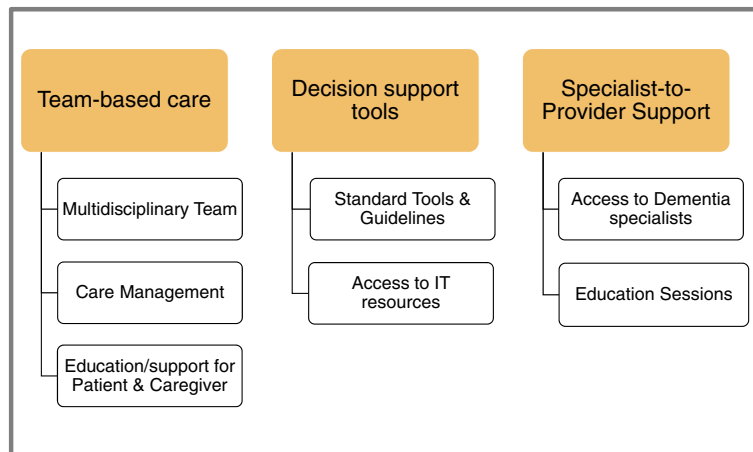 Team-based care
Multidisciplinary Team
Care Management
Education/support for
Patient & Caregiver
Decision support
tools
Standard Tools &
Guidelines
Access to IT
resources
Specialist-to-
Provider Support
Access to Dementia
specialists
Education Sessions